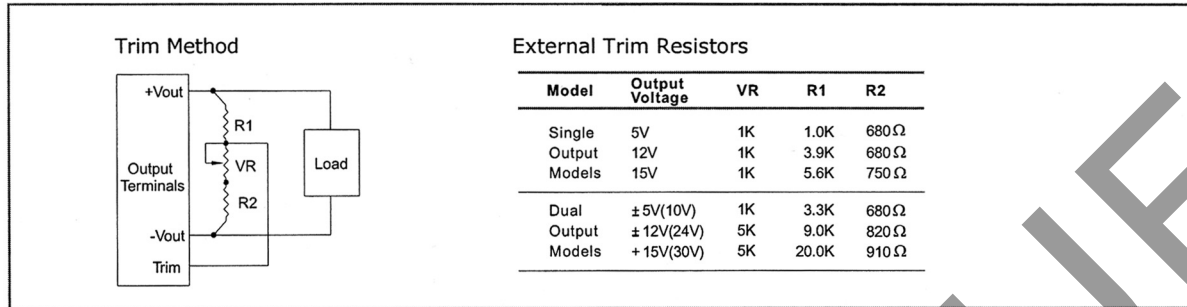 Trim Method
+Vout
R1
Output
Terminals
VR
Load
R2
-Vout
Trim
External Trim Resistors
Model Output Voltage VR R1 R2
Single 5V 1K 1.0K 680Ω
Output 12V 1K 3.9K 680Ω
Models 15V 1K 5.6K 750Ω
Dual ±5V(10V) 1K 3.3K 680Ω
Output ±12V(24V) 5K 9.0K 820Ω
Models +15V(30V) 5K 20.0K 910Ω